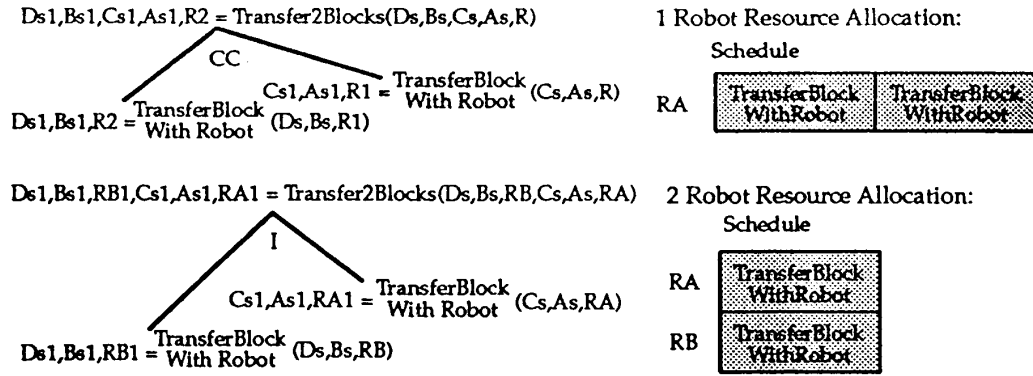 Ds1,Bs1,Cs1,As1,R2 = Transfer2Blocks(Ds,Bs,Cs,As,R)
CC
Cs1,As1,R1 = TransferBlock With Robot (Cs,As,R)
Ds1,Bs1,R2 = TransferBlock With Robot (Ds,Bs,R1)
1 Robot Resource Allocation:
Schedule
RA
TransferBlock WithRobot
TransferBlock WithRobot
Ds1,Bs1,RB1,Cs1,As1,RA1 = Transfer2Blocks(Ds,Bs,RB,Cs,As,RA)
I
Cs1,As1,RA1 = TransferBlock With Robot (Cs,As,RA)
Ds1,Bs1,RB1 = TransferBlock With Robot (Ds,Bs,RB)
2 Robot Resource Allocation:
Schedule
RA
TransferBlock WithRobot
RB
TransferBlock WithRobot